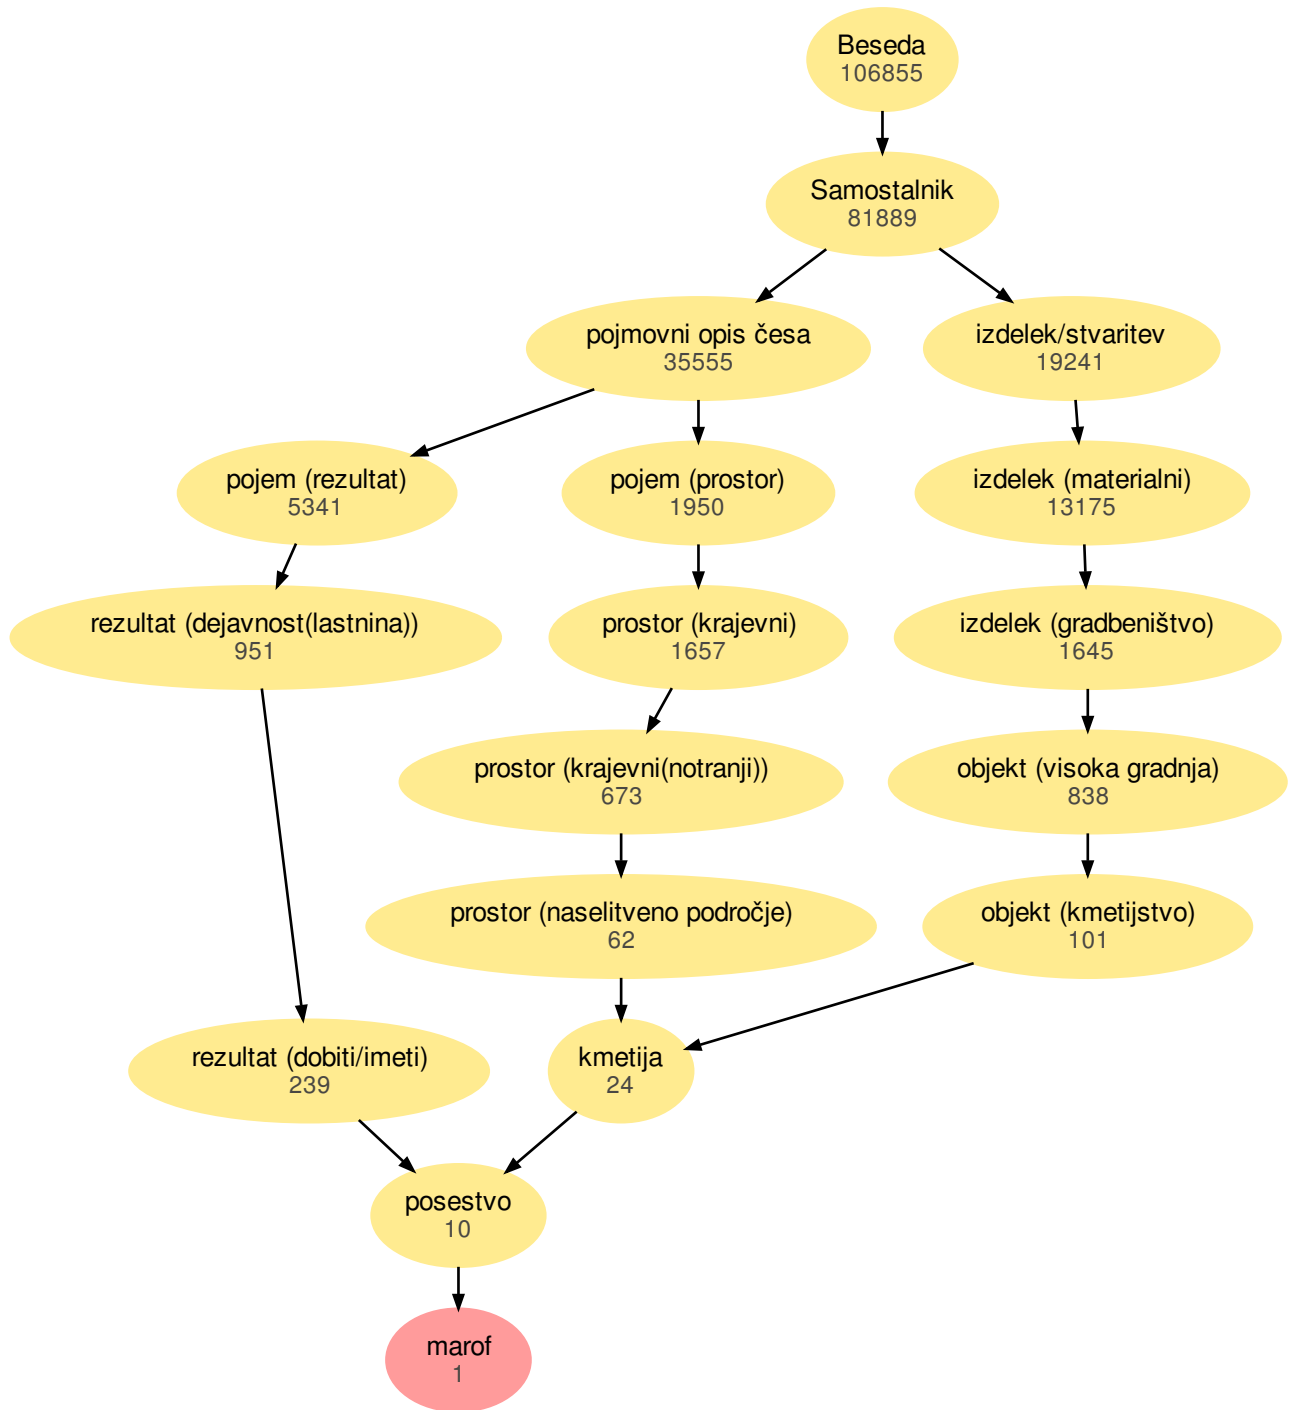 Beseda
106855
Samostalnik
81889
pojmovni opis česa
35555
izdelek/stvaritev
19241
pojem (rezultat)
5341
pojem (prostor)
1950
izdelek (materialni)
13175
rezultat (dejavnost(lastnina))
951
prostor (krajevni)
1657
izdelek (gradbeništvo)
1645
prostor (krajevni(notranji))
673
objekt (visoka gradnja)
838
prostor (naselitveno področje)
62
objekt (kmetijstvo)
101
rezultat (dobiti/imeti)
239
kmetija
24
posestvo
10
marof
1